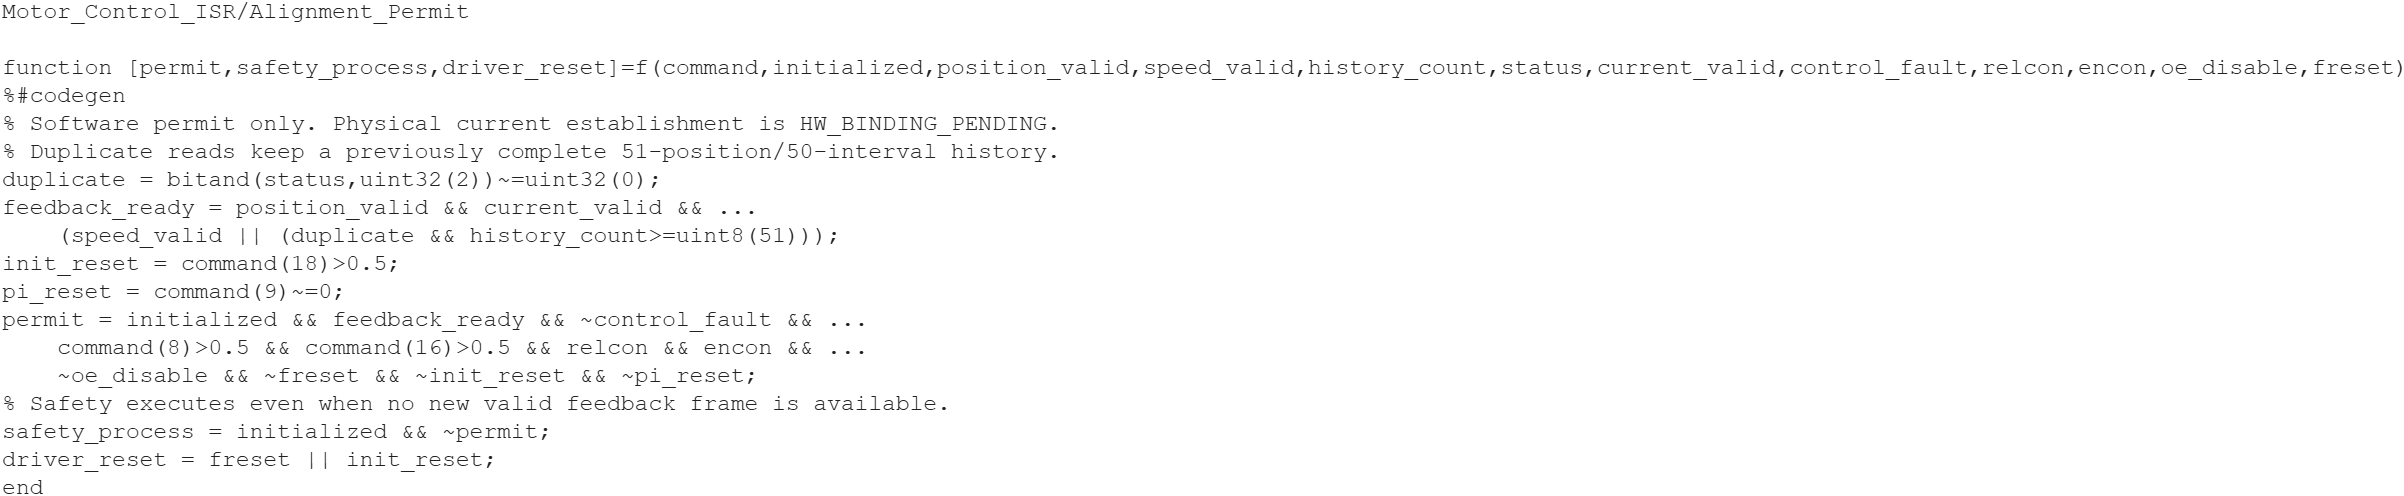 Motor_Control_ISR/Alignment_Permit
function [permit,safety_process,driver_reset]=f(command,initialized,position_valid,speed_valid,history_count,status,current_valid,control_fault,relcon,encon,oe_disable,freset)
%#codegen
% Software permit only. Physical current establishment is HW_BINDING_PENDING.
% Duplicate reads keep a previously complete 51-position/50-interval history.
duplicate = bitand(status,uint32(2))~=uint32(0);
feedback_ready = position_valid && current_valid && ...
    (speed_valid || (duplicate && history_count>=uint8(51)));
init_reset = command(18)>0.5;
pi_reset = command(9)~=0;
permit = initialized && feedback_ready && ~control_fault && ...
    command(8)>0.5 && command(16)>0.5 && relcon && encon && ...
    ~oe_disable && ~freset && ~init_reset && ~pi_reset;
% Safety executes even when no new valid feedback frame is available.
safety_process = initialized && ~permit;
driver_reset = freset || init_reset;
end